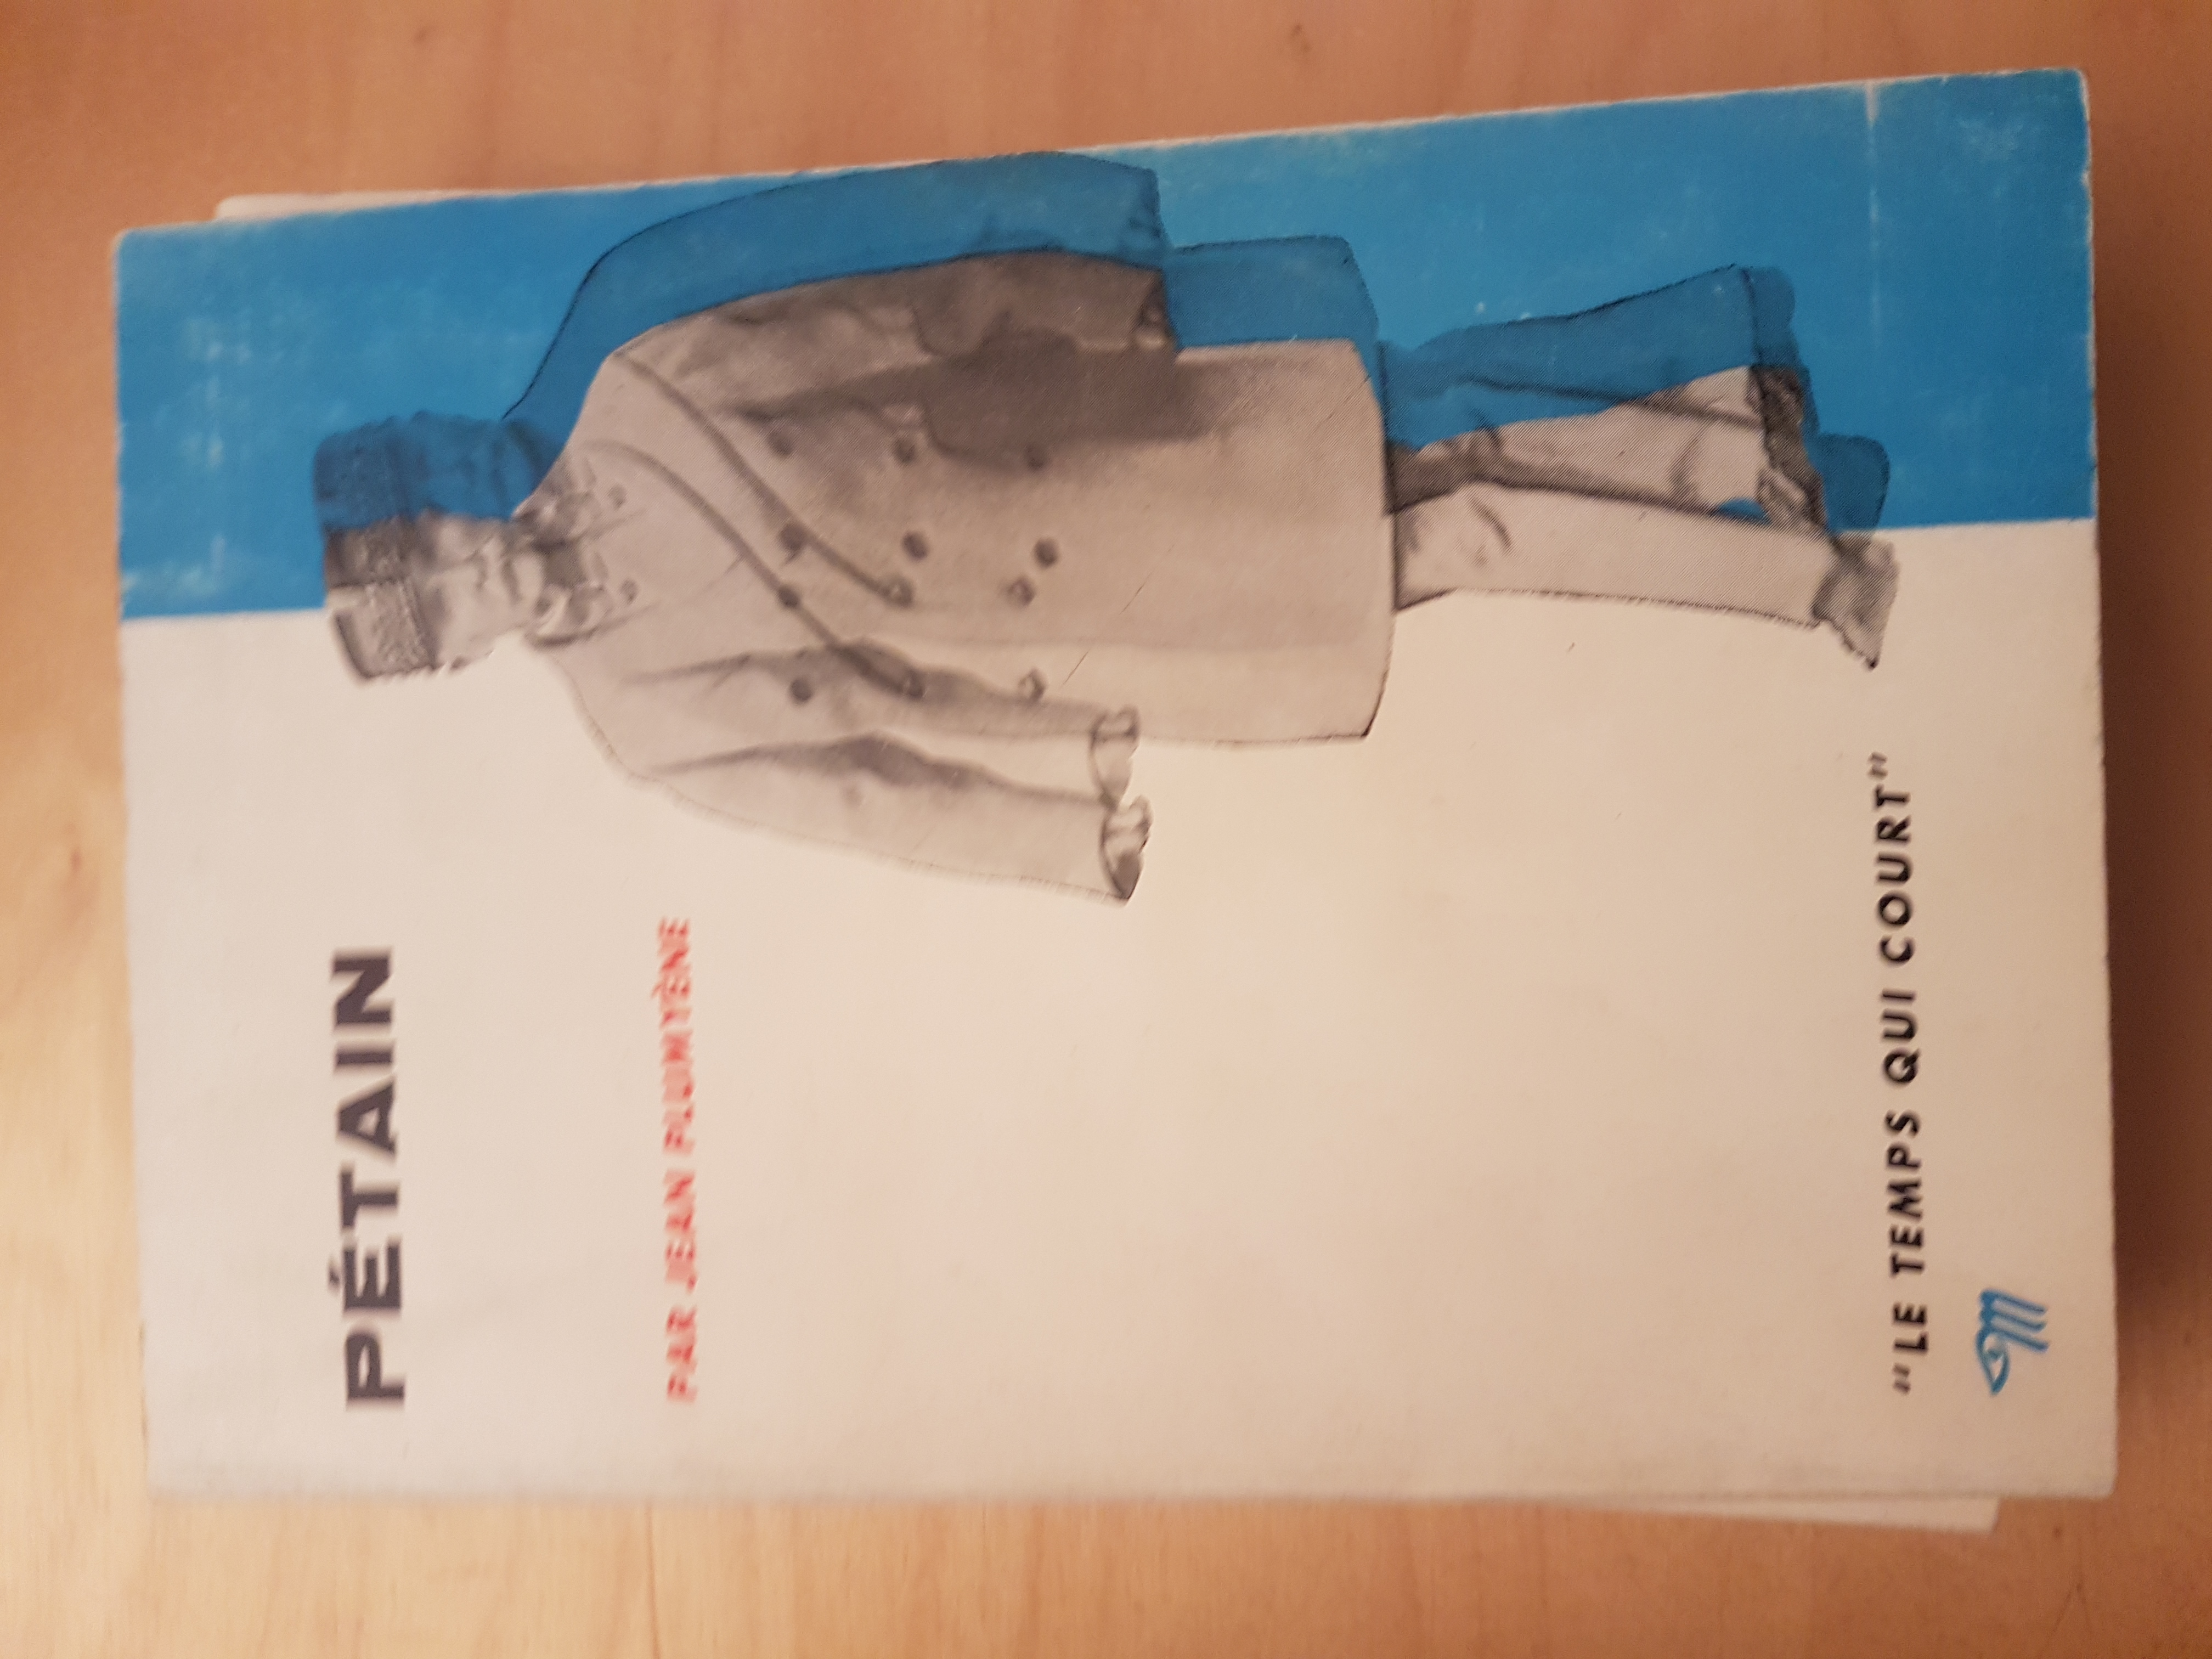 PÉTAIN
PAR JEAN PLUMYÈNE
"LE TEMPS QUI COURT"